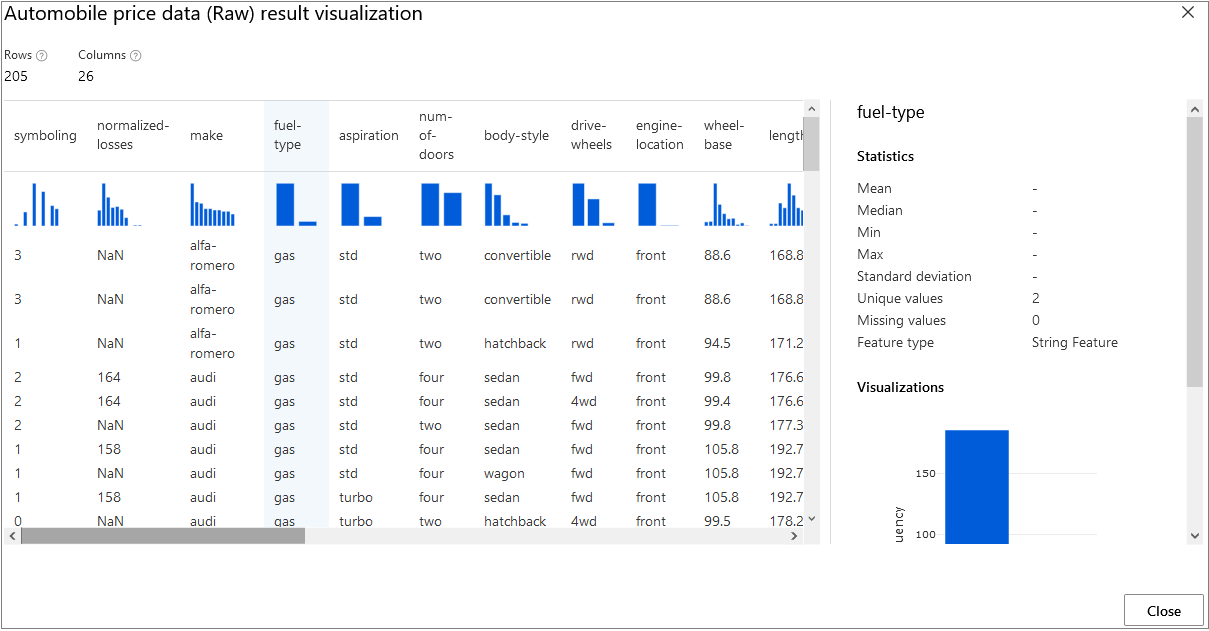 Automobile price data (Raw) result visualization
Rows
Columns
205
26
symboling normalized-losses make fuel-type aspiration num-of-doors body-style drive-wheels engine-location wheel-base length
3 NaN alfa-romero gas std two convertible rwd front 88.6 168.8
3 NaN alfa-romero gas std two convertible rwd front 88.6 168.8
1 NaN alfa-romero gas std two hatchback rwd front 94.5 171.2
2 164 audi gas std four sedan fwd front 99.8 176.6
2 164 audi gas std four sedan 4wd front 99.4 176.6
2 NaN audi gas std two sedan fwd front 99.8 177.3
1 158 audi gas std four sedan fwd front 105.8 192.7
1 NaN audi gas std four wagon fwd front 105.8 192.7
1 158 audi gas turbo four sedan fwd front 105.8 192.7
0 NaN audi gas turbo two hatchback 4wd front 99.5 178.2
fuel-type
Statistics
Mean -
Median -
Min -
Max -
Standard deviation -
Unique values 2
Missing values 0
Feature type String Feature
Visualizations
150
100
uency
Close